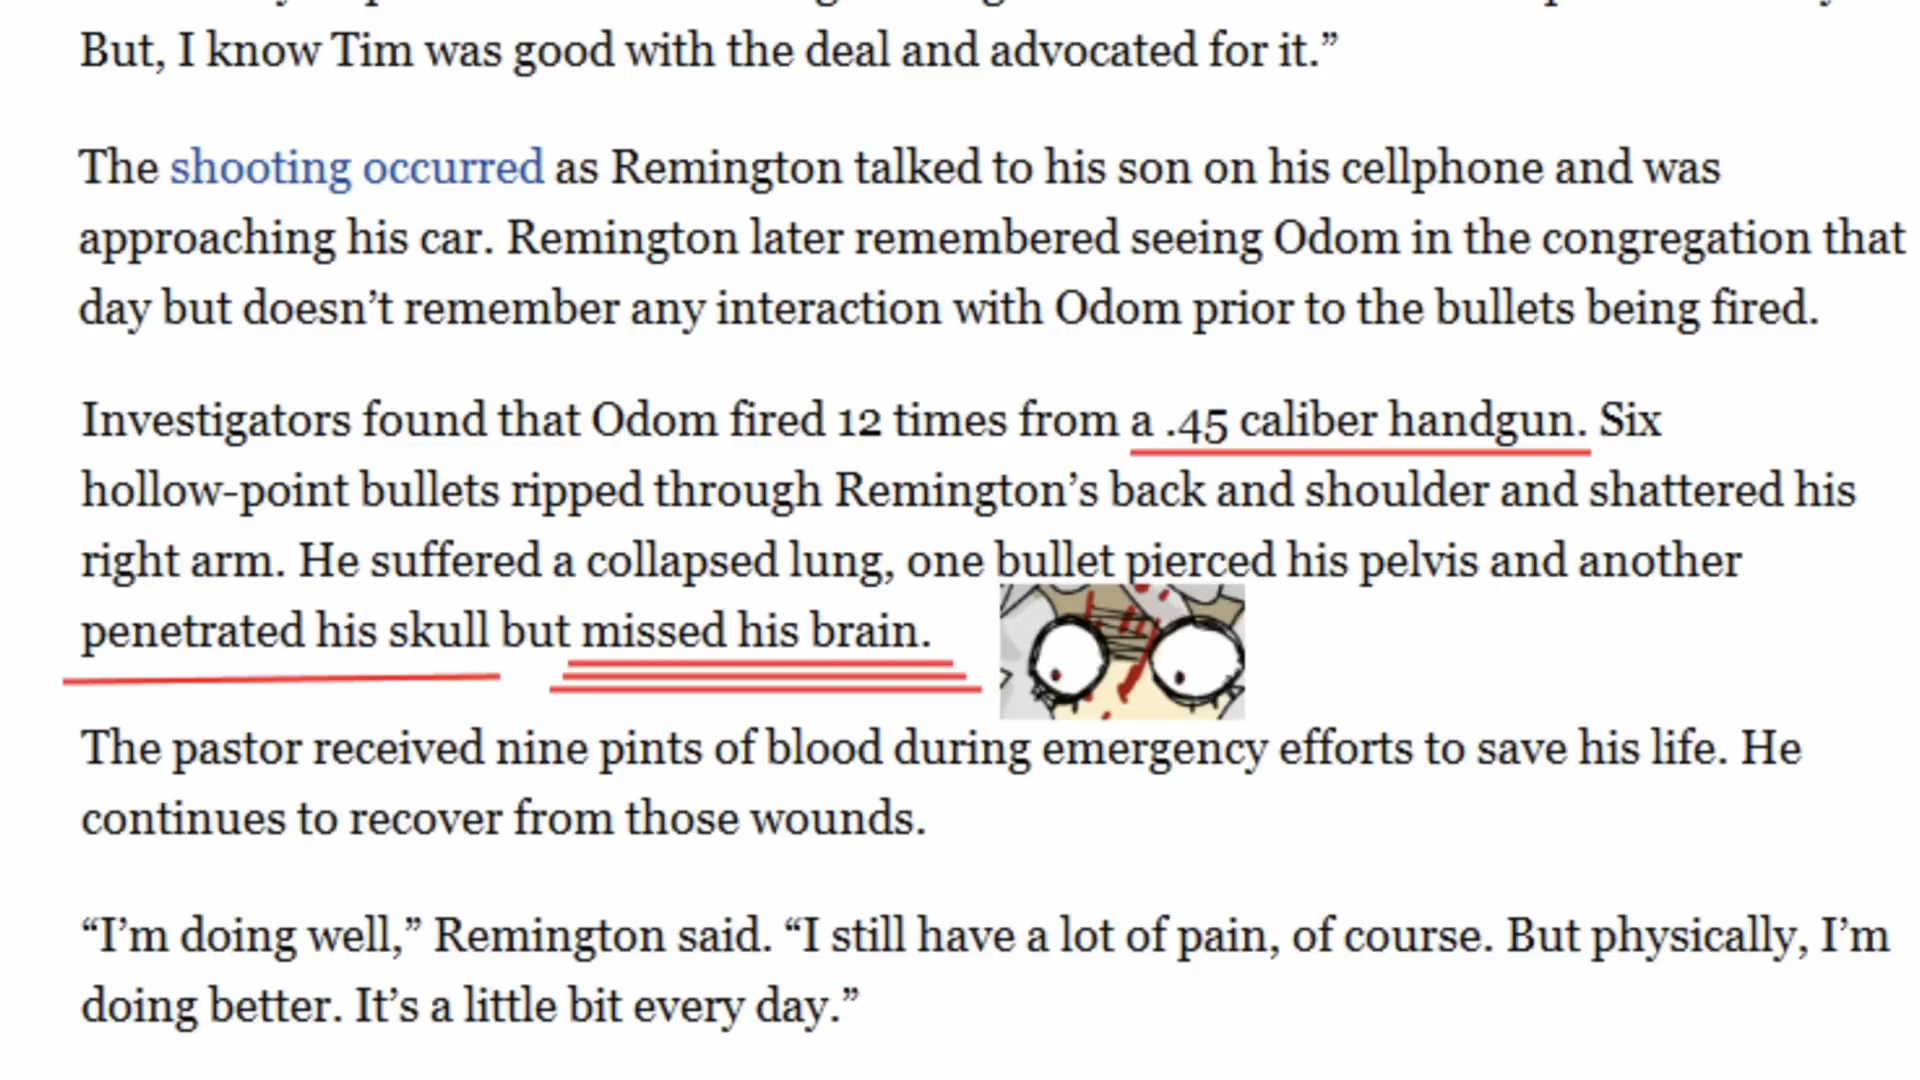 But, I know Tim was good with the deal and advocated for it.”
The shooting occurred as Remington talked to his son on his cellphone and was
approaching his car. Remington later remembered seeing Odom in the congregation that
day but doesn’t remember any interaction with Odom prior to the bullets being fired.
Investigators found that Odom fired 12 times from a .45 caliber handgun. Six
hollow-point bullets ripped through Remington’s back and shoulder and shattered his
right arm. He suffered a collapsed lung, one bullet pierced his pelvis and another
penetrated his skull but missed his brain.
The pastor received nine pints of blood during emergency efforts to save his life. He
continues to recover from those wounds.
“I’m doing well,” Remington said. “I still have a lot of pain, of course. But physically, I’m
doing better. It’s a little bit every day.”